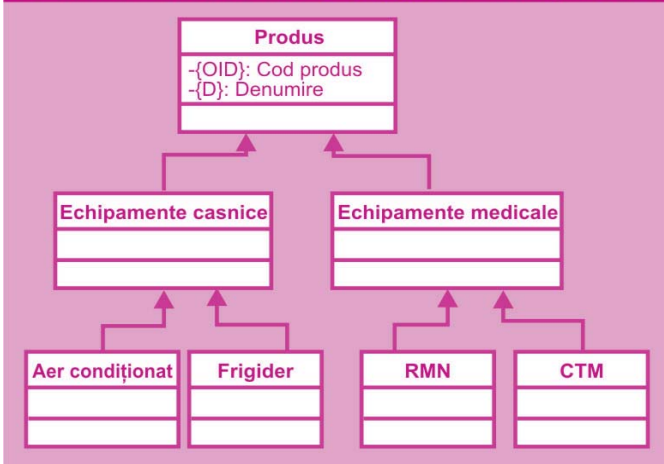 Produs
-{OID}: Cod produs
-{D}: Denumire
Echipamente casnice
Echipamente medicale
Aer condiționat
Frigider
RMN
CTM